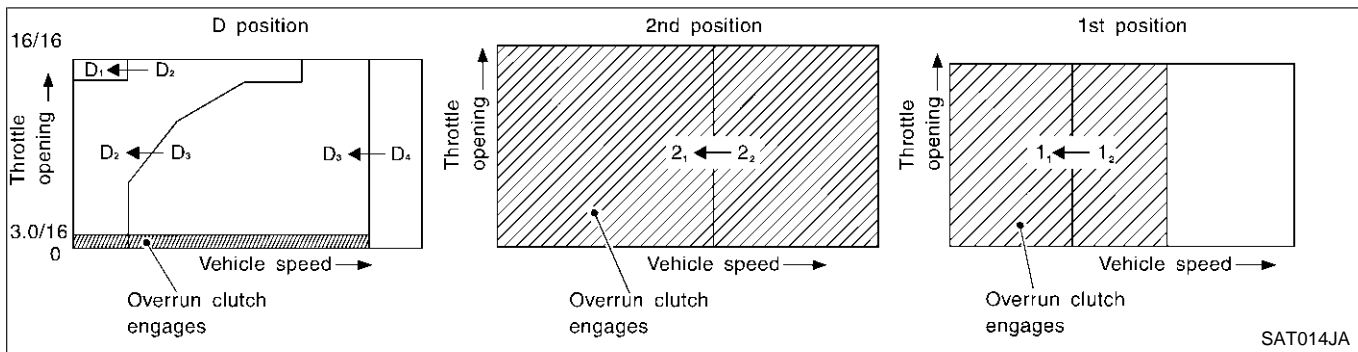 D position
16/16
D₁ ← D₂
Throttle opening →
D₂ ← D₃
D₃ ← D₄
3.0/16
0
Vehicle speed →
Overrun clutch
engages
2nd position
Throttle
opening →
2₁ ← 2₂
Vehicle speed →
Overrun clutch
engages
1st position
Throttle
opening →
1₁ ← 1₂
Vehicle speed →
Overrun clutch
engages
SAT014JA